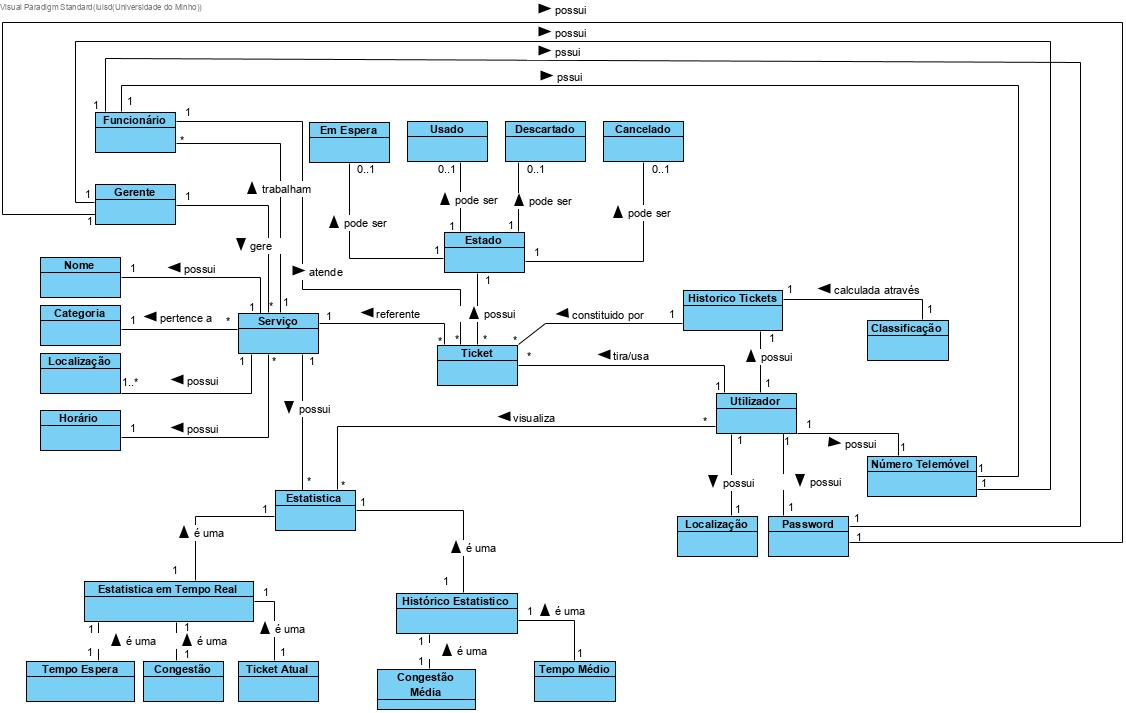 Visual Paradigm Standard(luisd(Universidade do Minho))
possui
possui
pssui
pssui
1 1
Funcionário 1
*
Em Espera
Usado
Descartado
Cancelado
0..1 0..1 0..1 0..1
trabalham
pode ser
pode ser
pode ser
pode ser
1
Gerente 1
1
gere
atende
1 1
1 Estado 1
1
possui
Nome 1 possui
Categoria 1 pertence a *
1 * 1
Serviço 1 referente
Localização
1..* possui
1 * 1
Horário 1 possui
possui
* * * *
Ticket
*
constituido por 1
Historico Tickets 1 calculada através
1
Classificação
1
possui
1
tira/usa
1
Utilizador 1
* visualiza
possui
1
Número Telemóvel 1
1
1 1
possui possui
1 1
Localização
Password 1
1
* *
Estatistica 1
1
é uma
1
é uma
1
Estatistica em Tempo Real 1
1 1
é uma é uma é uma
1 1 1
Tempo Espera
Congestão
Ticket Atual
Histórico Estatistico 1 é uma
1
é uma
1 1
Congestão
Média
Tempo Médio